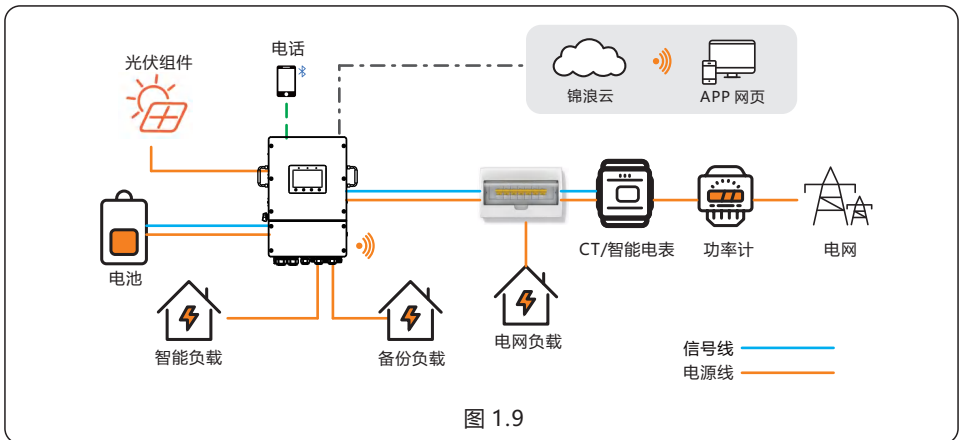 电话
光伏组件
锦浪云
APP 网页
电池
CT/智能电表
功率计
电网
智能负载
备份负载
电网负载
信号线
电源线
图 1.9